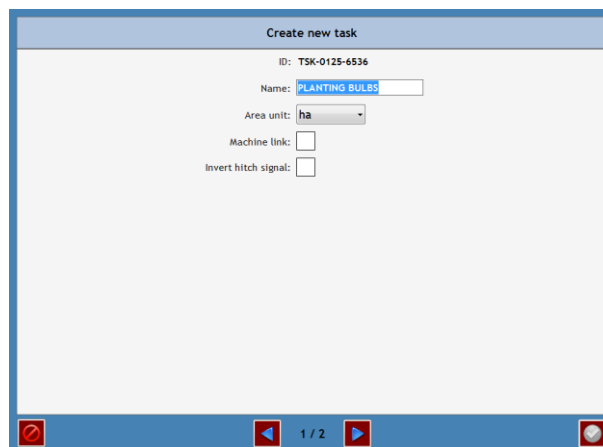 Create new task
ID: TSK-0125-6536
Name: PLANTING BULBS
Area unit: ha
Machine link:
Invert hitch signal:
1 / 2